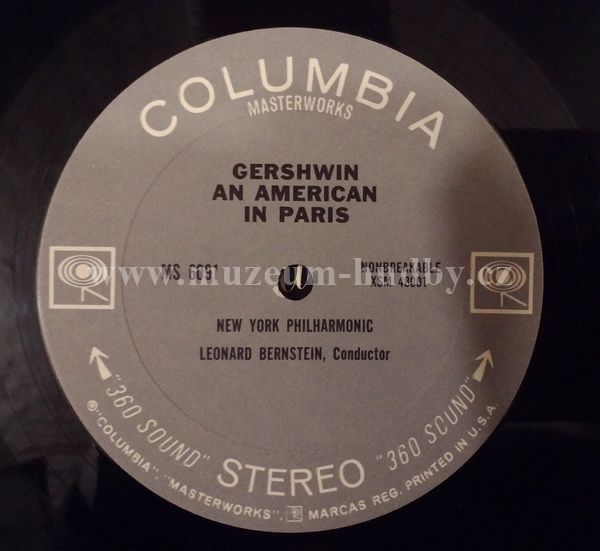 COLUMBIA
MASTERWORKS
GERSHWIN
AN AMERICAN
IN PARIS
MS 6091
NONBREAKABLE
XSM 43001
www.muzeum-hudby.cz
NEW YORK PHILHARMONIC
LEONARD BERNSTEIN, Conductor
"360 SOUND" STEREO "360 SOUND"
®"COLUMBIA", "MASTERWORKS", MARCAS REG. PRINTED IN U.S.A.